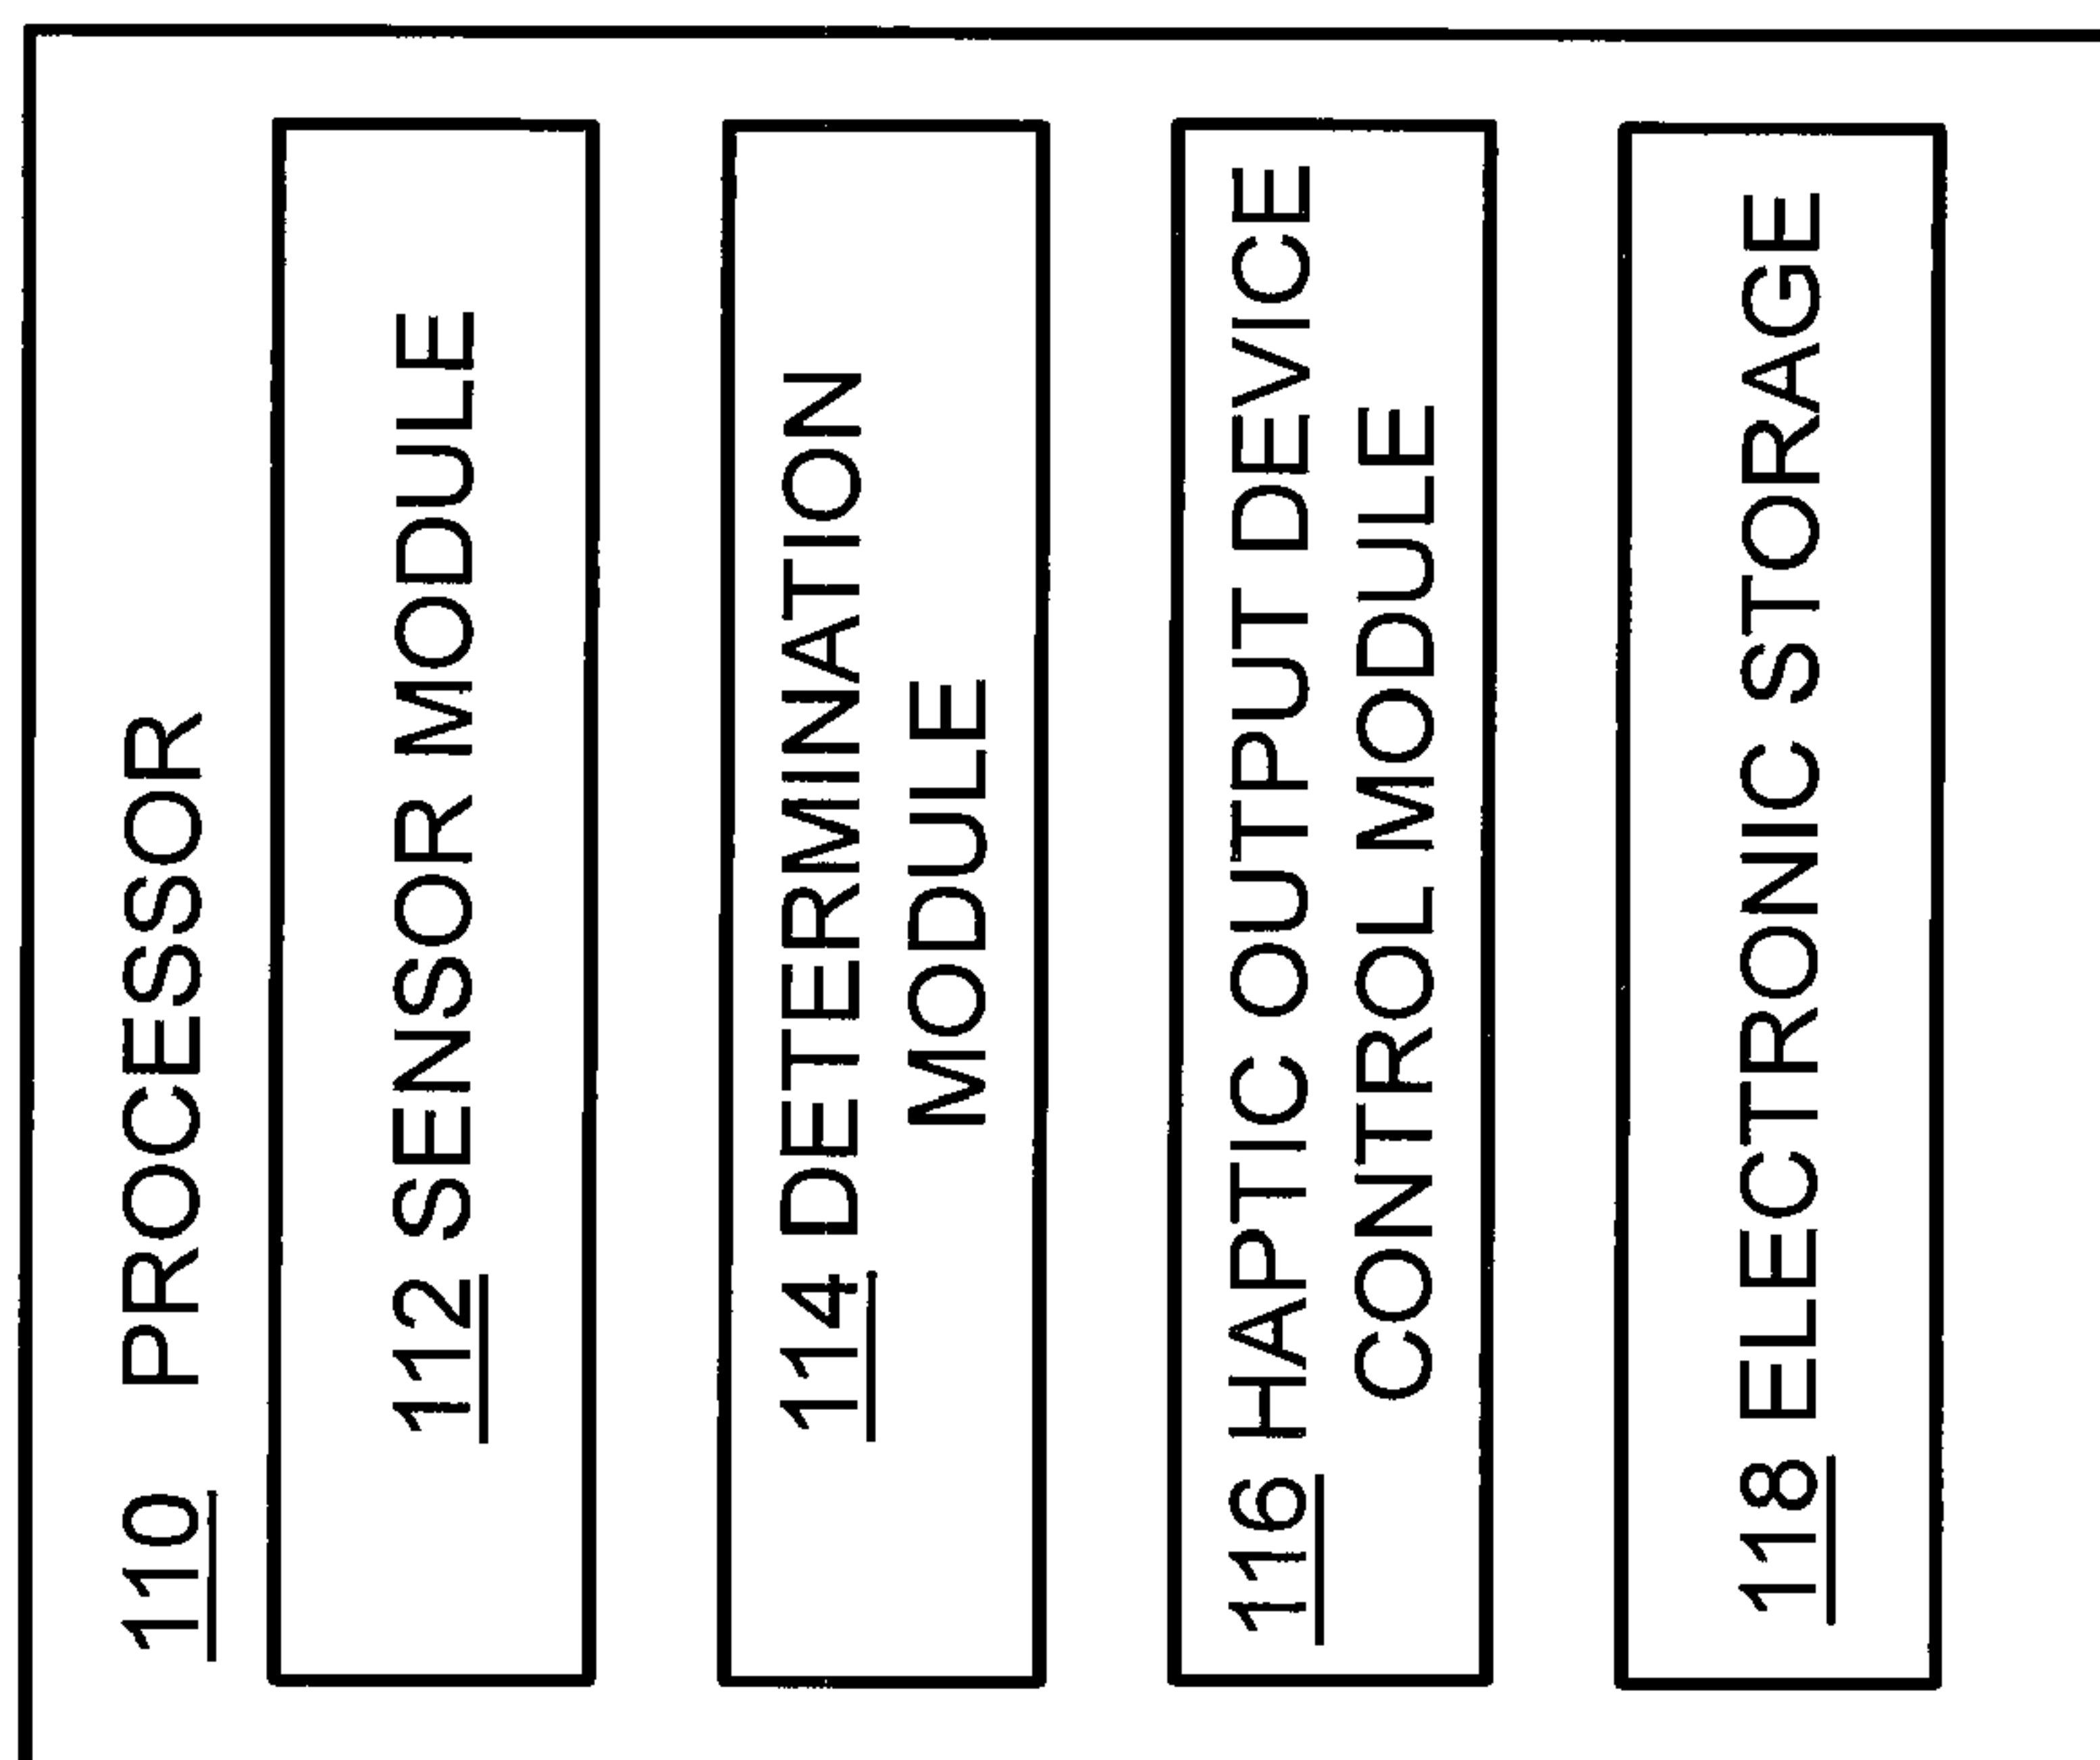 110 PROCESSOR
112 SENSOR MODULE
114 DETERMINATION
MODULE
116 HAPTIC OUTPUT DEVICE
CONTROL MODULE
118 ELECTRONIC STORAGE